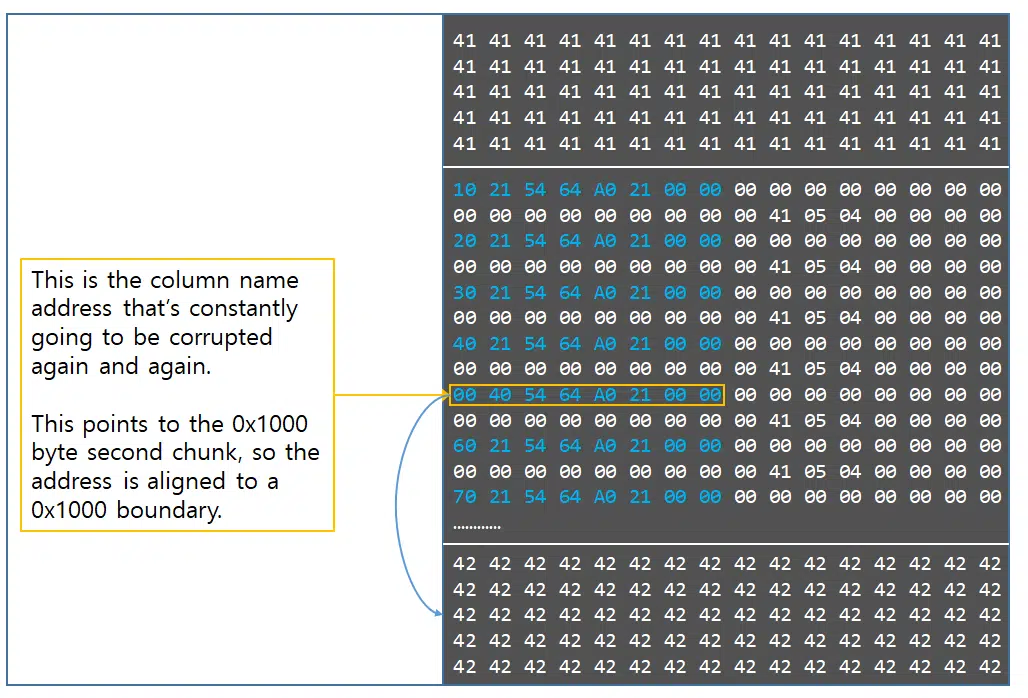 41 41 41 41 41 41 41 41 41 41 41 41 41 41 41 41
41 41 41 41 41 41 41 41 41 41 41 41 41 41 41 41
41 41 41 41 41 41 41 41 41 41 41 41 41 41 41 41
41 41 41 41 41 41 41 41 41 41 41 41 41 41 41 41
41 41 41 41 41 41 41 41 41 41 41 41 41 41 41 41
10 21 54 64 A0 21 00 00 00 00 00 00 00 00 00 00
00 00 00 00 00 00 00 00 00 41 05 04 00 00 00 00
20 21 54 64 A0 21 00 00 00 00 00 00 00 00 00 00
00 00 00 00 00 00 00 00 00 41 05 04 00 00 00 00
30 21 54 64 A0 21 00 00 00 00 00 00 00 00 00 00
00 00 00 00 00 00 00 00 00 41 05 04 00 00 00 00
40 21 54 64 A0 21 00 00 00 00 00 00 00 00 00 00
00 00 00 00 00 00 00 00 00 41 05 04 00 00 00 00
00 40 54 64 A0 21 00 00 00 00 00 00 00 00 00 00
00 00 00 00 00 00 00 00 00 41 05 04 00 00 00 00
60 21 54 64 A0 21 00 00 00 00 00 00 00 00 00 00
00 00 00 00 00 00 00 00 00 41 05 04 00 00 00 00
70 21 54 64 A0 21 00 00 00 00 00 00 00 00 00 00
............
42 42 42 42 42 42 42 42 42 42 42 42 42 42 42 42
42 42 42 42 42 42 42 42 42 42 42 42 42 42 42 42
42 42 42 42 42 42 42 42 42 42 42 42 42 42 42 42
42 42 42 42 42 42 42 42 42 42 42 42 42 42 42 42
42 42 42 42 42 42 42 42 42 42 42 42 42 42 42 42
This is the column name
address that's constantly
going to be corrupted
again and again.
This points to the 0x1000
byte second chunk, so the
address is aligned to a
0x1000 boundary.